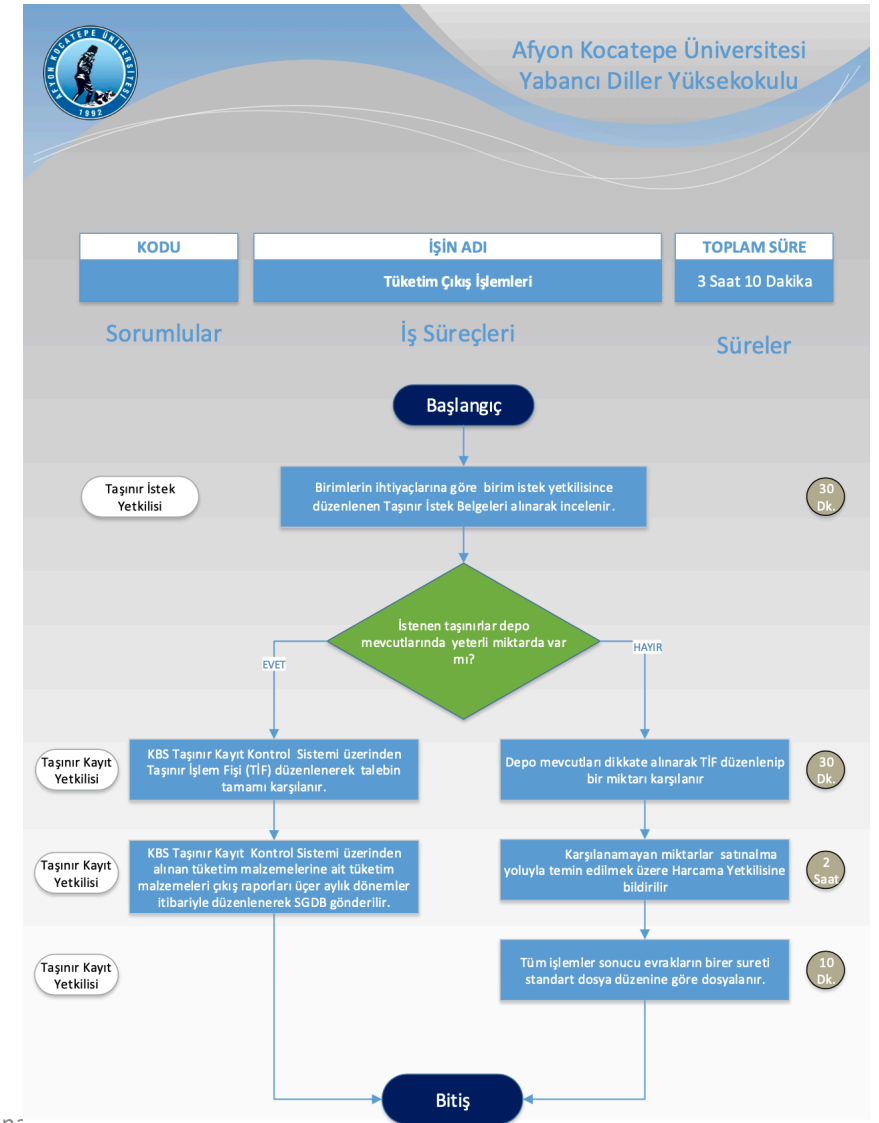 AFYON KOCATEPE ÜNİVERSİTESİ
1992
Afyon Kocatepe Üniversitesi
Yabancı Diller Yüksekokulu
KODU
İŞİN ADI
TOPLAM SÜRE
Tüketim Çıkış İşlemleri
3 Saat 10 Dakika
Sorumlular
İş Süreçleri
Süreler
Başlangıç
Taşınır İstek
Yetkilisi
Birimlerin ihtiyaçlarına göre birim istek yetkilisince
düzenlenen Taşınır İstek Belgeleri alınarak incelenir.
30
Dk.
İstenen taşınırlar depo
mevcutlarında yeterli miktarda var
mı?
EVET
HAYIR
Taşınır Kayıt
Yetkilisi
KBS Taşınır Kayıt Kontrol Sistemi üzerinden
Taşınır İşlem Fişi (TİF) düzenlenerek talebin
tamamı karşılanır.
Depo mevcutları dikkate alınarak TİF düzenlenip
bir miktarı karşılanır
30
Dk.
Taşınır Kayıt
Yetkilisi
KBS Taşınır Kayıt Kontrol Sistemi üzerinden
alınan tüketim malzemelerine ait tüketim
malzemeleri çıkış raporları üçer aylık dönemler
itibariyle düzenlenerek SGDB gönderilir.
Karşılanamayan miktarlar satınalma
yoluyla temin edilmek üzere Harcama Yetkilisine
bildirilir
2
Saat
Taşınır Kayıt
Yetkilisi
Tüm işlemler sonucu evrakların birer sureti
standart dosya düzenine göre dosyalanır.
10
Dk.
Bitiş